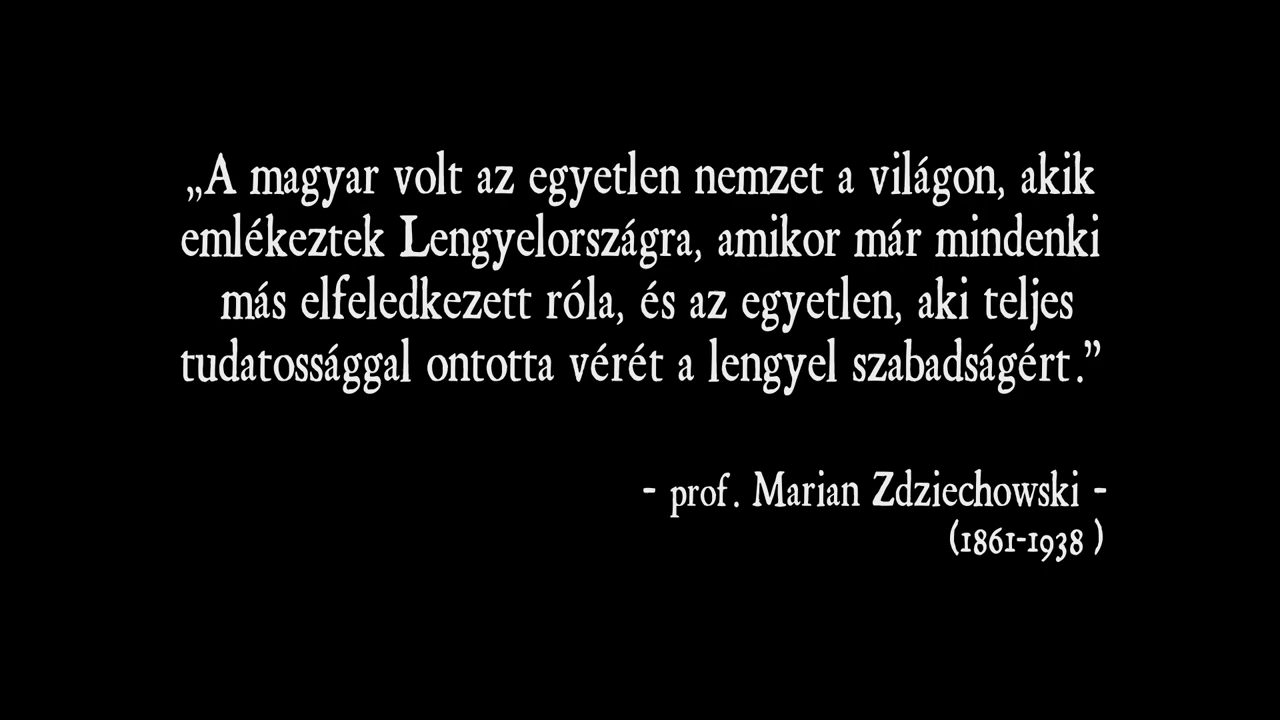 „A magyar volt az egyetlen nemzet a világon, akik
emlékeztek Lengyelországra, amikor már mindenki
más elfeledkezett róla, és az egyetlen, aki teljes
tudatossággal ontotta vérét a lengyel szabadságért.”
- prof. Marian Zdziechowski -
(1861-1938 )